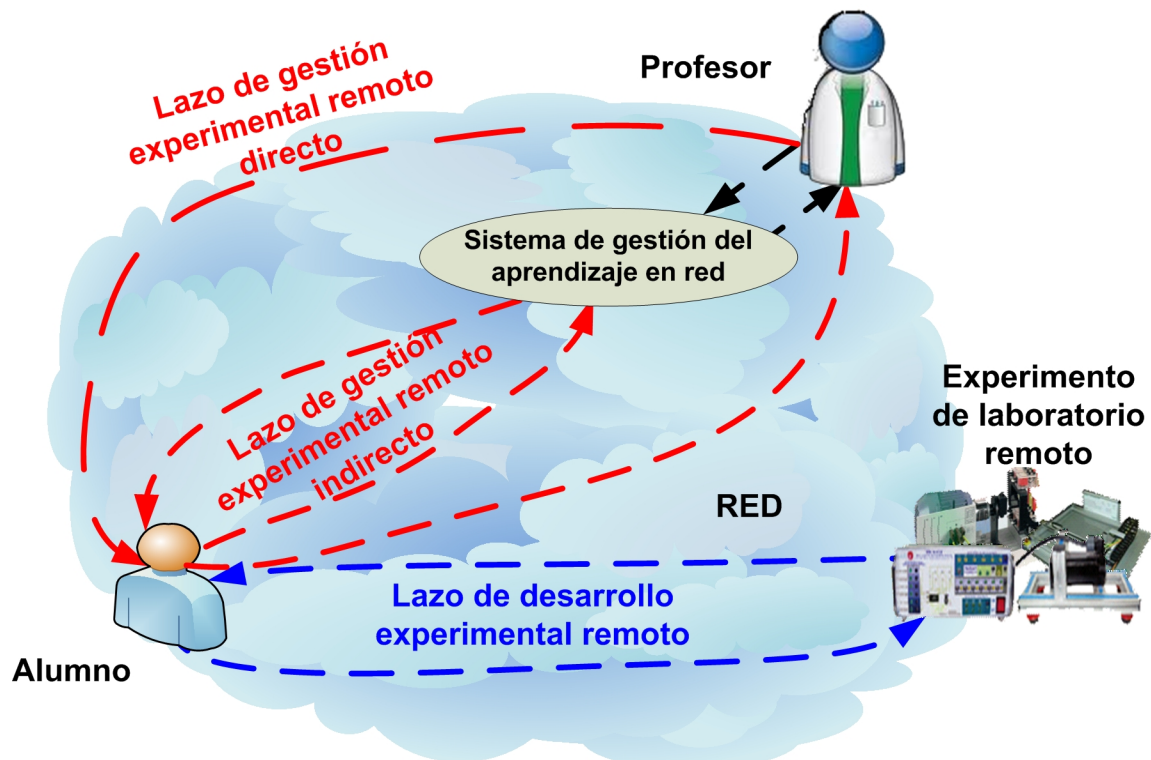 Lazo de gestión
experimental remoto
directo
Profesor
Sistema de gestión del
aprendizaje en red
Lazo de gestión
experimental remoto
indirecto
Experimento
de laboratorio
remoto
RED
Lazo de desarrollo
experimental remoto
Alumno